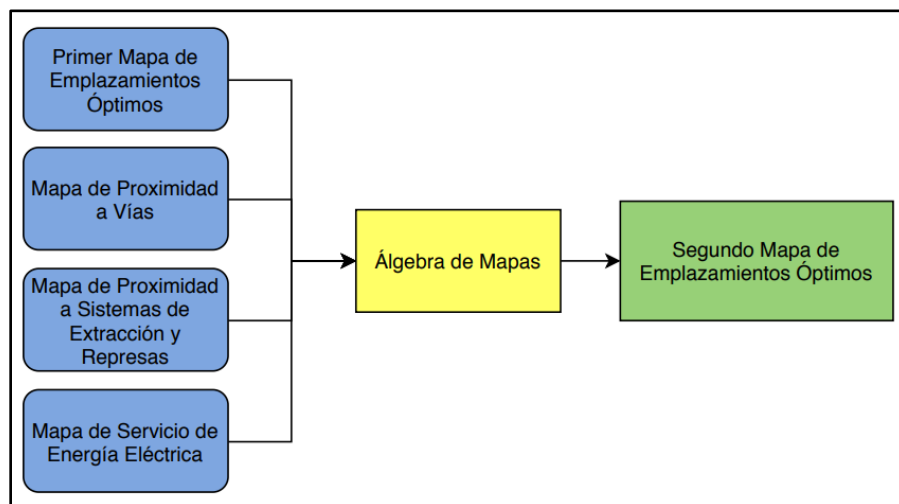 Primer Mapa de
Emplazamientos
Óptimos
Mapa de Proximidad
a Vías
Mapa de Proximidad
a Sistemas de
Extracción y
Represas
Mapa de Servicio de
Energía Eléctrica
Álgebra de Mapas
Segundo Mapa de
Emplazamientos Óptimos